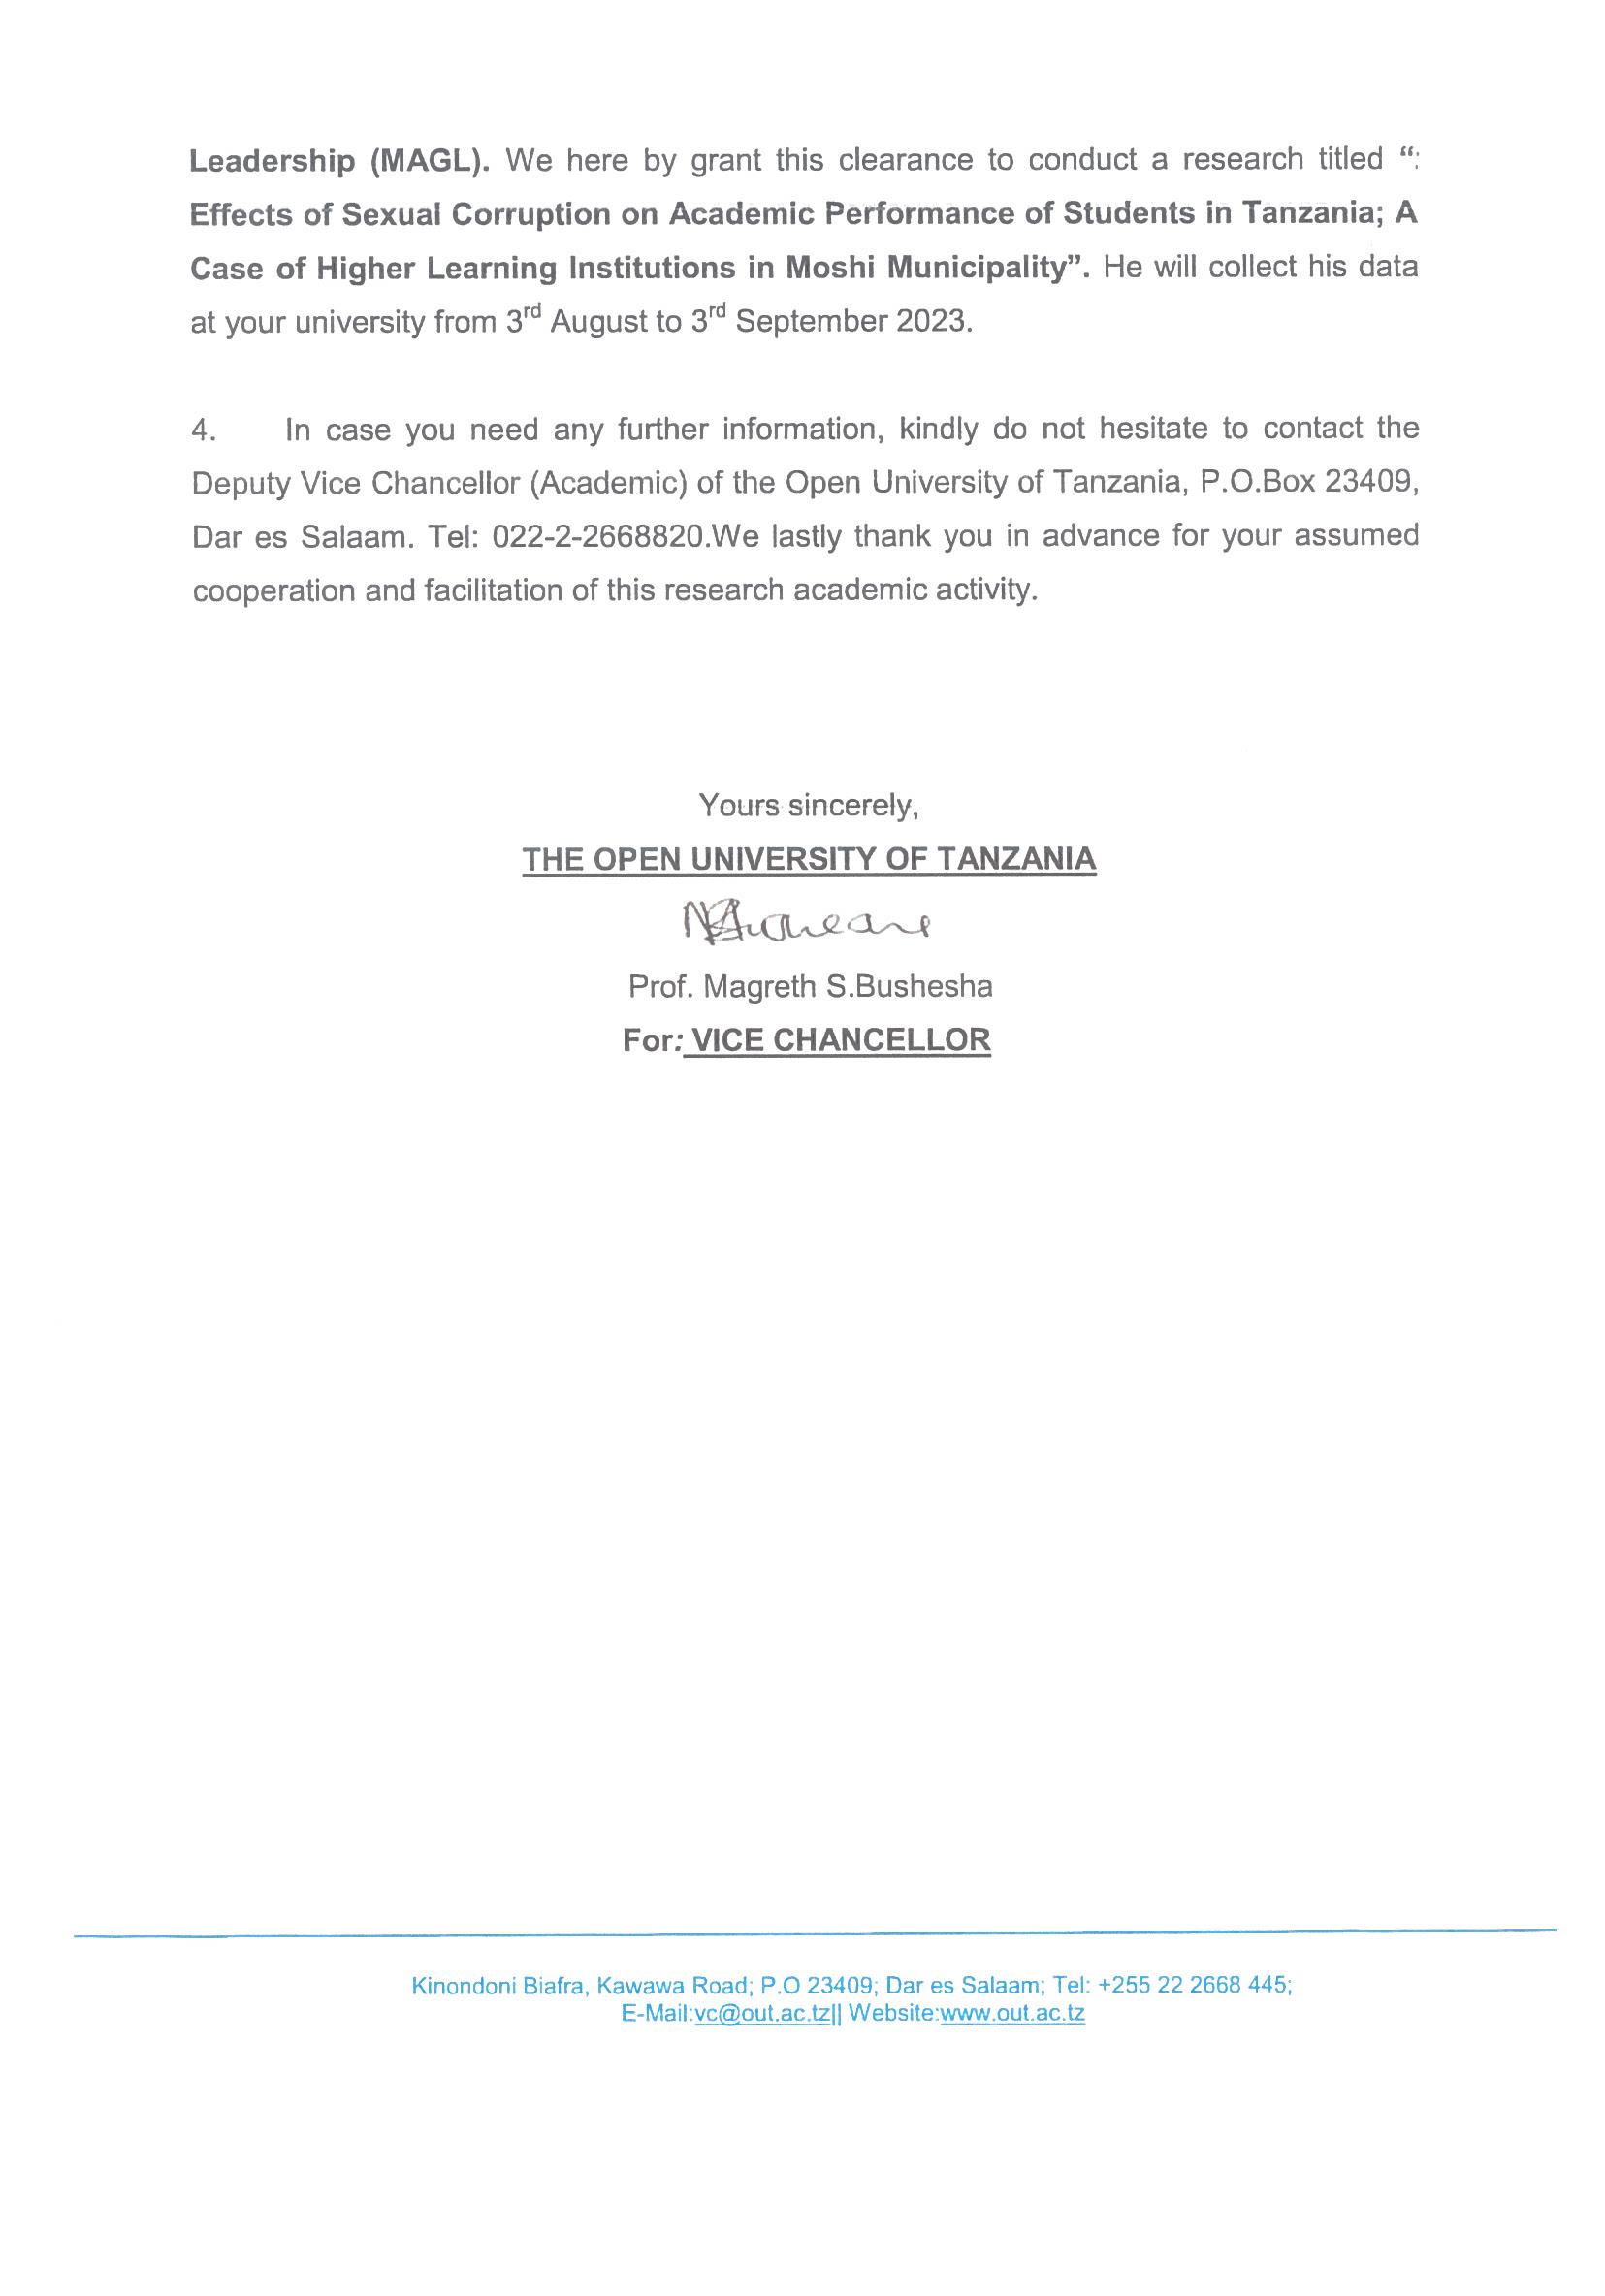 Leadership (MAGL). We here by grant this clearance to conduct a research titled “:
Effects of Sexual Corruption on Academic Performance of Students in Tanzania; A
Case of Higher Learning Institutions in Moshi Municipality”. He will collect his data
at your university from 3rd August to 3rd September 2023.
4. In case you need any further information, kindly do not hesitate to contact the
Deputy Vice Chancellor (Academic) of the Open University of Tanzania, P.O.Box 23409,
Dar es Salaam. Tel: 022-2-2668820.We lastly thank you in advance for your assumed
cooperation and facilitation of this research academic activity.
Yours sincerely,
THE OPEN UNIVERSITY OF TANZANIA
Prof. Magreth S.Bushesha
For: VICE CHANCELLOR
Kinondoni Biafra, Kawawa Road; P.O 23409; Dar es Salaam; Tel: +255 22 2668 445;
E-Mail:vc@out.ac.tz|| Website:www.out.ac.tz